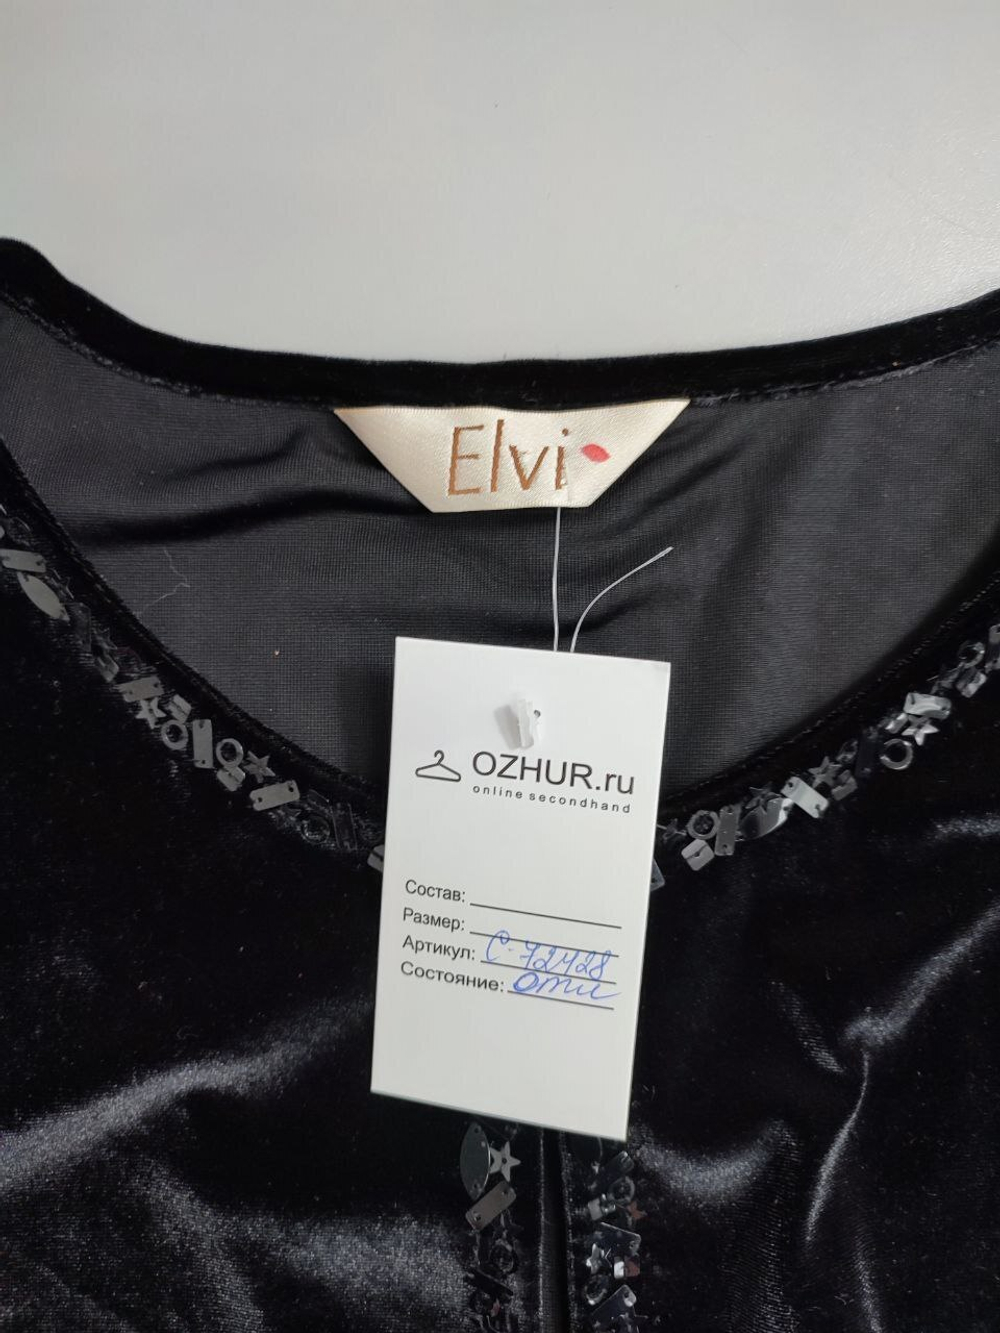 Elvi
OZHUR.ru
online secondhand
Состав:
Размер:
Артикул: С-72428
Состояние: отл